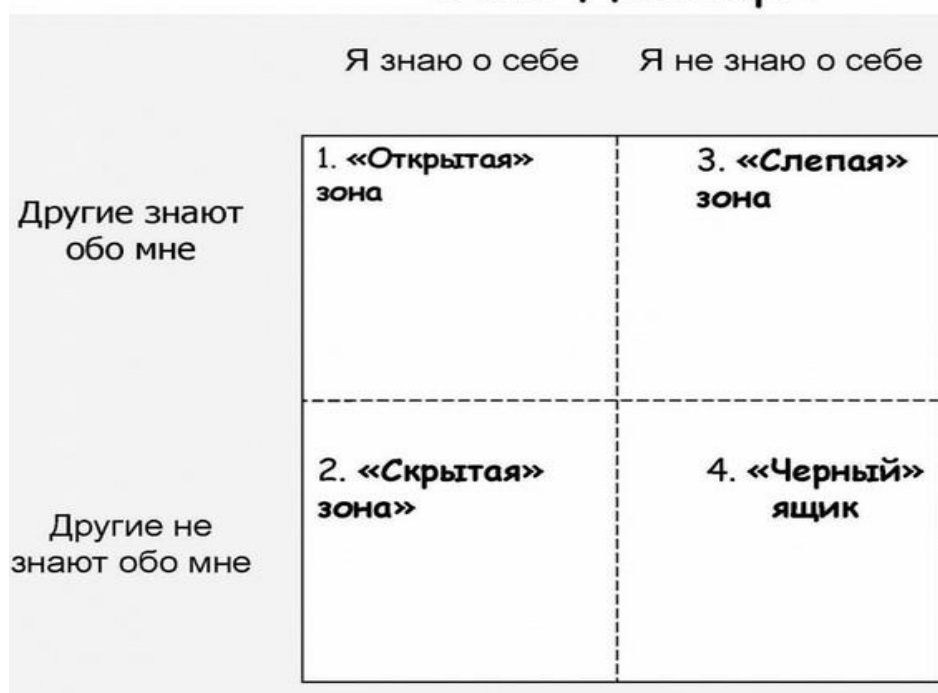 Я знаю о себе Я не знаю о себе
Другие знают
обо мне
1. «Открытая»
зона
3. «Слепая»
зона
Другие не
знают обо мне
2. «Скрытая»
зона»
4. «Черный»
ящик